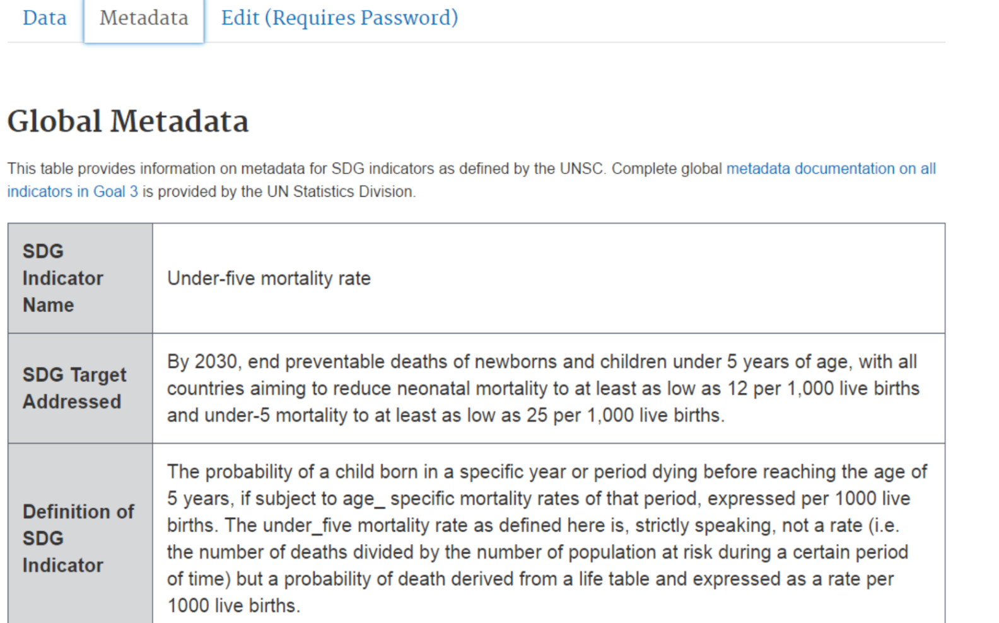 Data Metadata Edit (Requires Password)
Global Metadata
This table provides information on metadata for SDG indicators as defined by the UNSC. Complete global metadata documentation on all
indicators in Goal 3 is provided by the UN Statistics Division.
SDG
Indicator
Name
Under-five mortality rate
SDG Target
Addressed
By 2030, end preventable deaths of newborns and children under 5 years of age, with all
countries aiming to reduce neonatal mortality to at least as low as 12 per 1,000 live births
and under-5 mortality to at least as low as 25 per 1,000 live births.
Definition of
SDG
Indicator
The probability of a child born in a specific year or period dying before reaching the age of
5 years, if subject to age_ specific mortality rates of that period, expressed per 1000 live
births. The under_five mortality rate as defined here is, strictly speaking, not a rate (i.e.
the number of deaths divided by the number of population at risk during a certain period
of time) but a probability of death derived from a life table and expressed as a rate per
1000 live births.